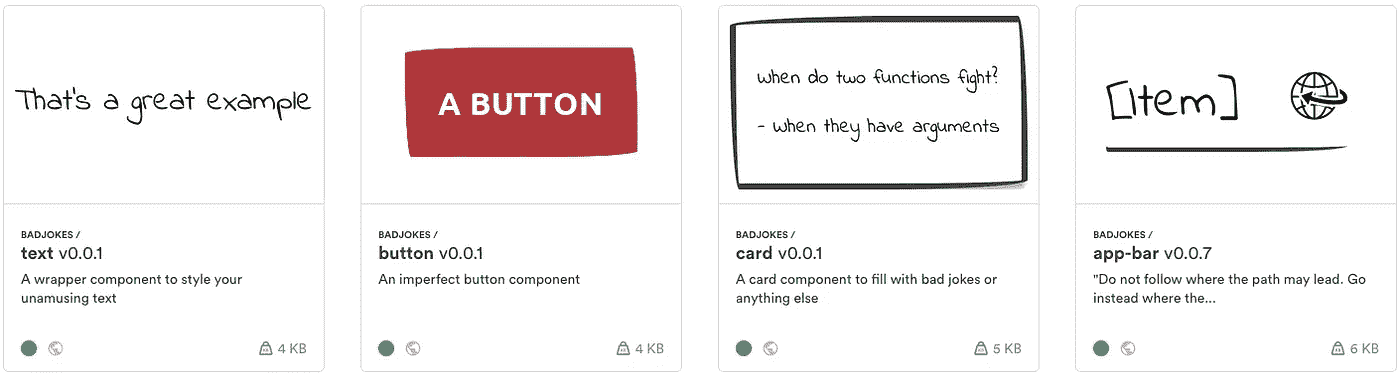 That's a great example
BADJOKES /
text v0.0.1
A wrapper component to style your
unamusing text
4 KB
A BUTTON
BADJOKES /
button v0.0.1
An imperfect button component
4 KB
when do two functions fight?
- when they have arguments
BADJOKES /
card v0.0.1
A card component to fill with bad jokes or
anything else
5 KB
[Item]
BADJOKES /
app-bar v0.0.7
"Do not follow where the path may lead. Go
instead where the...
6 KB